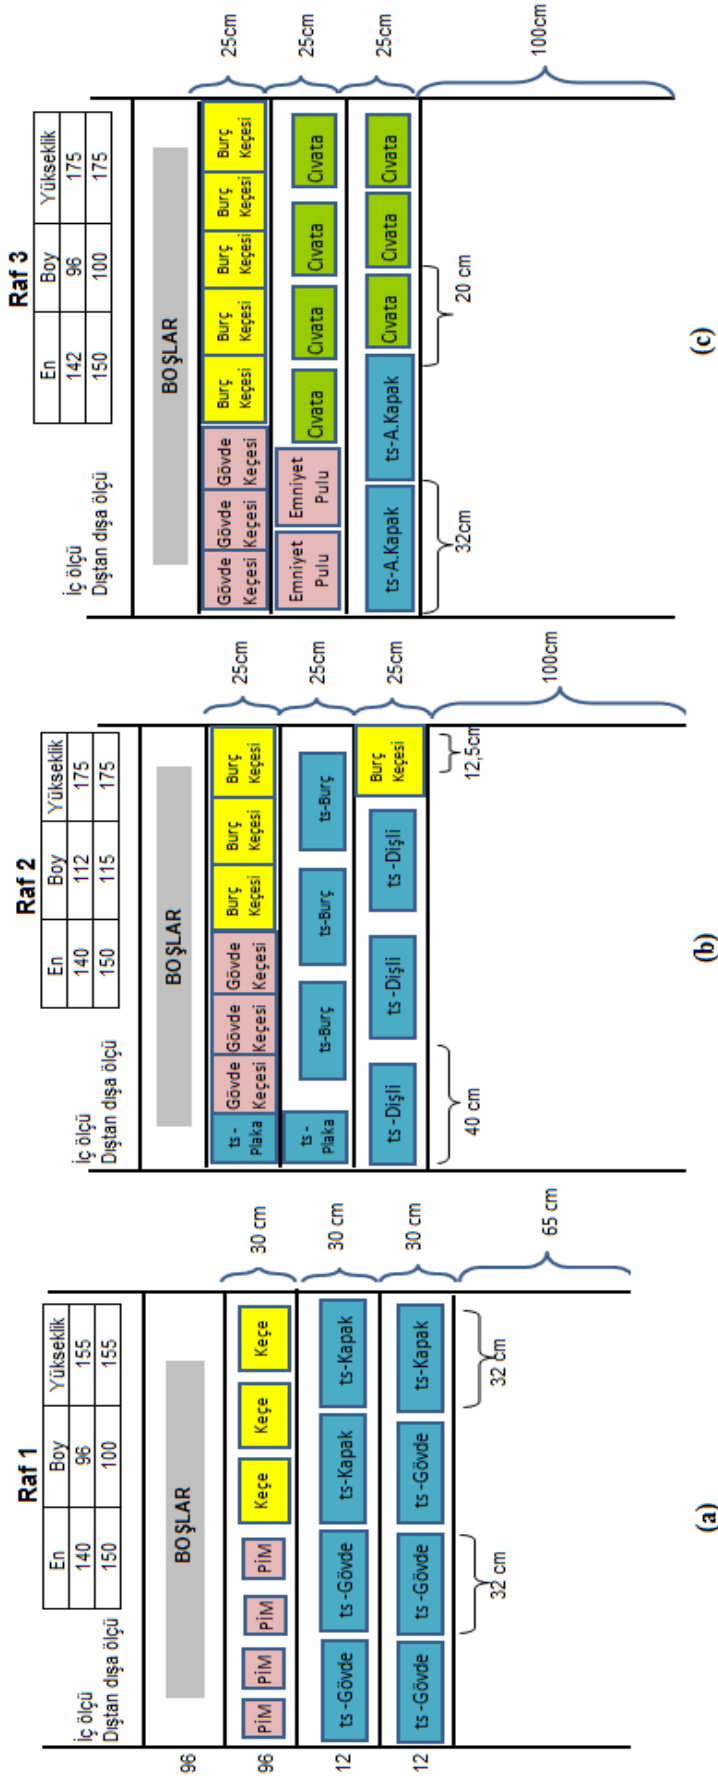 Raf 1
En Boy Yükseklik
İç ölçü 140 96 155
Dıştan dışa ölçü 150 100 155
96 BOŞLAR
96 PİM PİM PİM PİM Keçe Keçe Keçe 30 cm
12 ts-Gövde ts-Gövde ts-Kapak ts-Kapak 30 cm
12 ts-Gövde ts-Gövde ts-Gövde ts-Kapak 30 cm
32 cm 32 cm 65 cm
(a)
Raf 2
En Boy Yükseklik
İç ölçü 140 112 175
Dıştan dışa ölçü 150 115 175
BOŞLAR
ts - Gövde Gövde Gövde Burç Burç Burç
Plaka Keçesi Keçesi Keçesi Keçesi Keçesi Keçesi 25cm
ts -
Plaka ts-Burç ts-Burç ts-Burç 25cm
ts -Dişli ts -Dişli ts -Dişli Burç
Keçesi 25cm
40 cm 12,5cm 100cm
(b)
Raf 3
En Boy Yükseklik
İç ölçü 142 96 175
Dıştan dışa ölçü 150 100 175
BOŞLAR
Gövde Gövde Gövde Burç Burç Burç Burç Burç
Keçesi Keçesi Keçesi Keçesi Keçesi Keçesi Keçesi Keçesi 25cm
Emniyet Emniyet
Pulu Pulu Cıvata Cıvata Cıvata Cıvata 25cm
ts-A.Kapak ts-A.Kapak Cıvata Cıvata Cıvata 25cm
32cm 20 cm 100cm
(c)